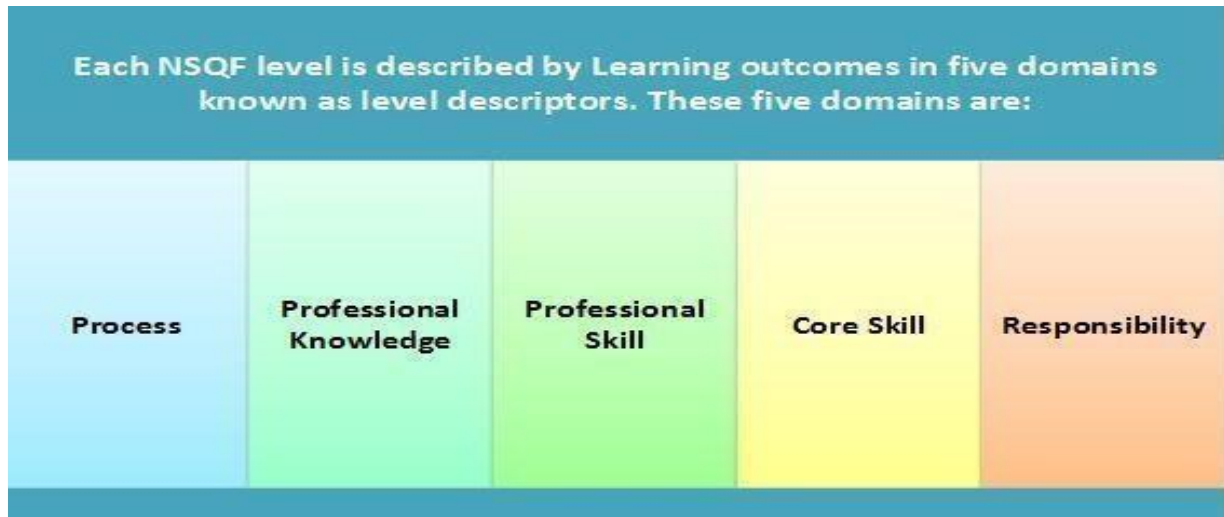 Each NSQF level is described by Learning outcomes in five domains
known as level descriptors. These five domains are:
Process
Professional
Knowledge
Professional
Skill
Core Skill
Responsibility